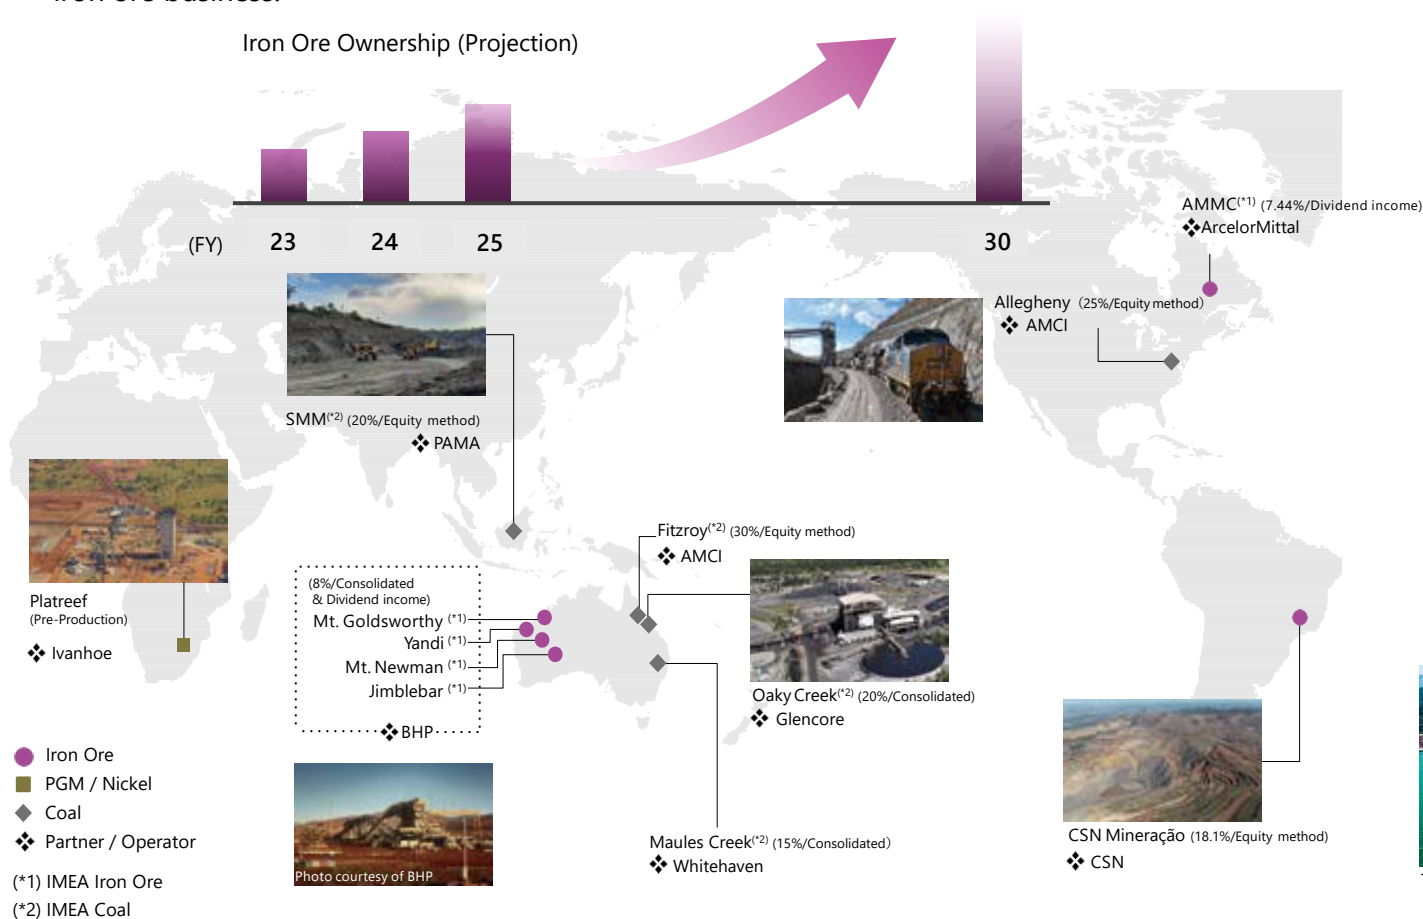 Iron Ore Ownership (Projection)
(FY) 23 24 25 30
AMMC(*1) (7.44%/Dividend income)
❖ArcelorMittal
Allegheny (25%/Equity method)
❖ AMCI
SMM(*2) (20%/Equity method)
❖ PAMA
Platreef
(Pre-Production)
❖ Ivanhoe
(8%/Consolidated
& Dividend income)
Mt. Goldsworthy (*1)
Yandi (*1)
Mt. Newman (*1)
Jimblebar (*1)
❖BHP
Photo courtesy of BHP
Fitzroy(*2) (30%/Equity method)
❖ AMCI
Oaky Creek(*2) (20%/Consolidated)
❖ Glencore
Maules Creek(*2) (15%/Consolidated)
❖ Whitehaven
CSN Mineração (18.1%/Equity method)
❖ CSN
Iron Ore
PGM / Nickel
Coal
❖ Partner / Operator
(*1) IMEA Iron Ore
(*2) IMEA Coal